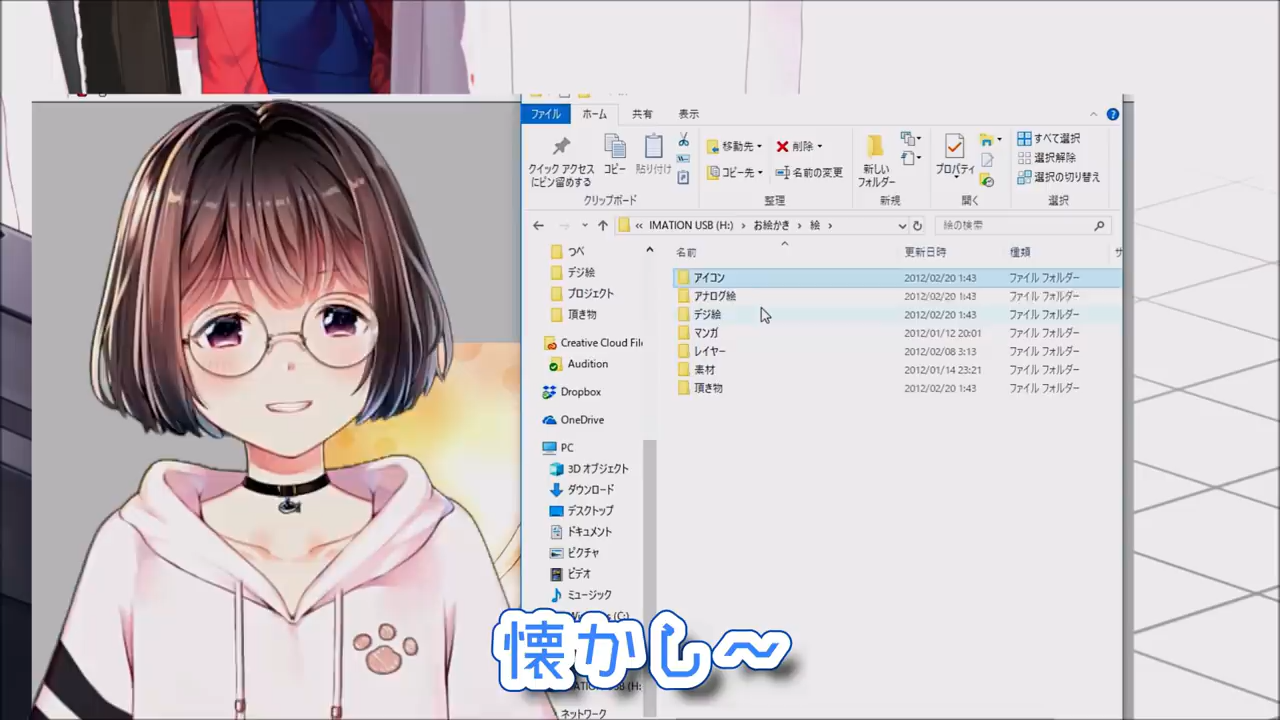 ファイル ホーム 共有 表示
クイック アクセス
にピン留めする
コピー
貼り付け
移動先
コピー先
削除
名前の変更
新しい
フォルダー
プロパティ
すべて選択
選択解除
選択の切り替え
クリップボード 整理 新規 開く 選択
« IMATION USB (H:) › お絵かき › 絵 ›
絵の検索
名前 更新日時 種類 サ
アイコン 2012/02/20 1:43 ファイル フォルダー
アナログ絵 2012/02/20 1:43 ファイル フォルダー
デジ絵 2012/02/20 1:43 ファイル フォルダー
マンガ 2012/01/12 20:01 ファイル フォルダー
レイヤー 2012/02/08 3:13 ファイル フォルダー
素材 2012/01/14 23:21 ファイル フォルダー
頂き物 2012/02/20 1:43 ファイル フォルダー
つべ
デジ絵
プロジェクト
頂き物
Creative Cloud File
Audition
Dropbox
OneDrive
PC
3D オブジェクト
ダウンロード
デスクトップ
ドキュメント
ピクチャ
ビデオ
ミュージック
懐かし～
ネットワーク